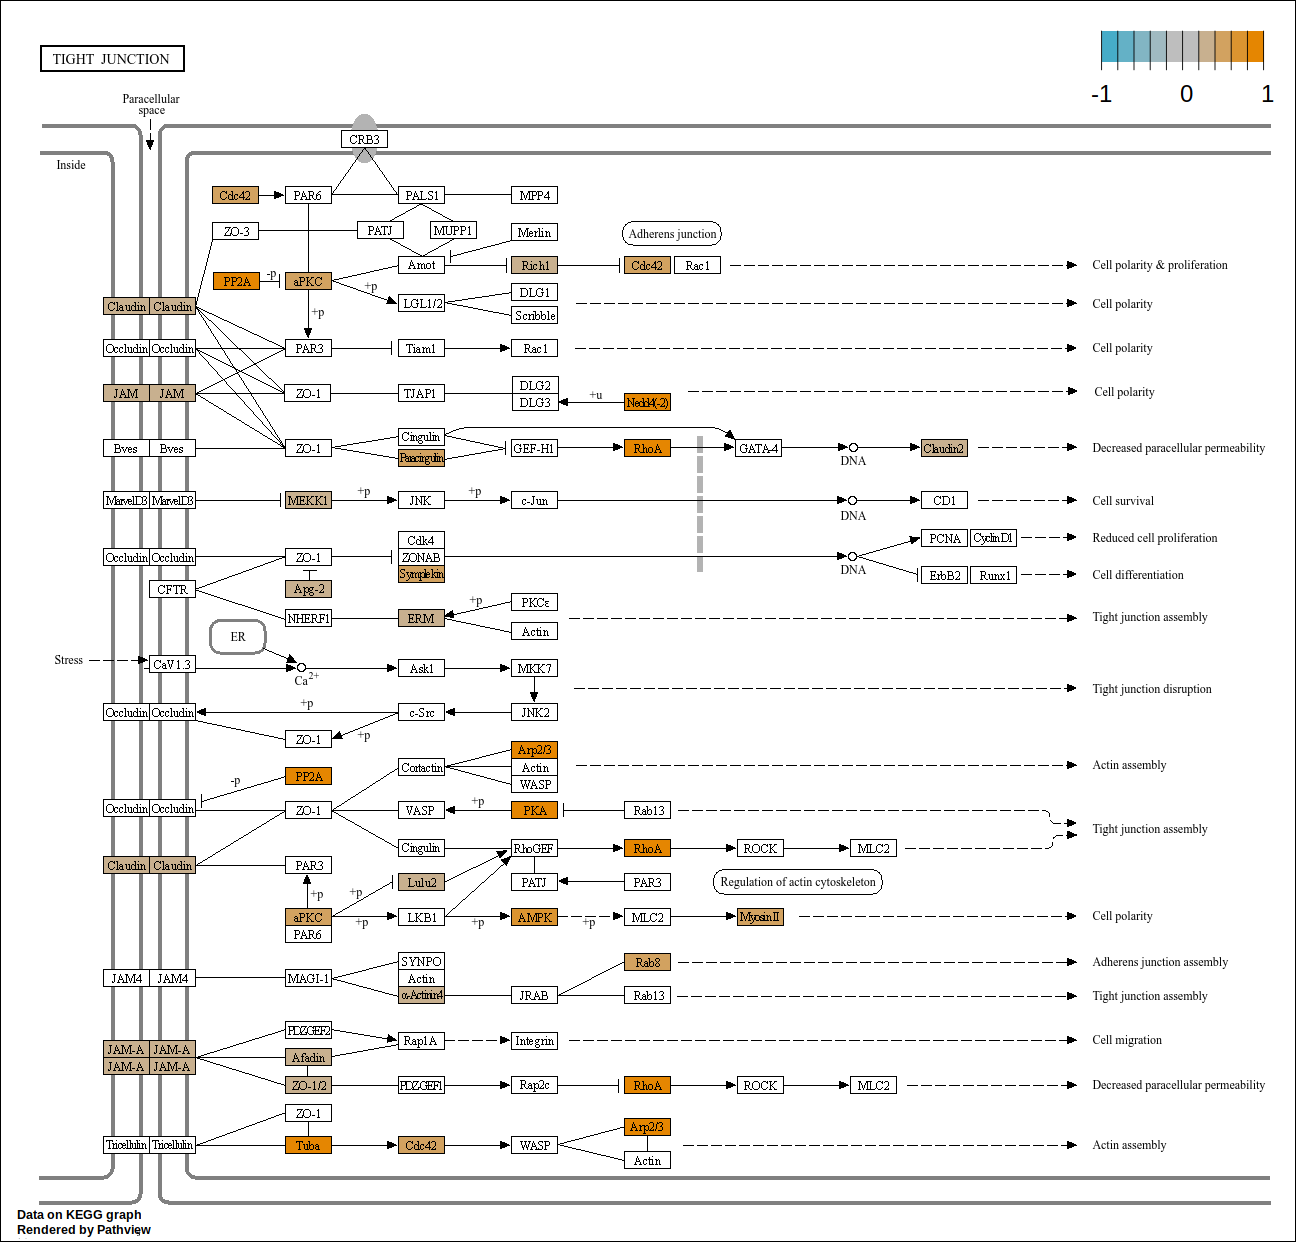 TIGHT JUNCTION
-1 0 1
Paracellular
space
Inside
CRB3
Cdc42 PAR6 PALS1 MPP4
ZO-3 PATJ MUPP1 Merlin Adherens junction
PP2A -p aPKC Amot Rich1 Cdc42 Rac1 Cell polarity & proliferation
+p
DLG1
Claudin Claudin +p LGL1/2 Cell polarity
Scribble
Occludin Occludin PAR3 Tiam1 Rac1 Cell polarity
DLG2
JAM JAM ZO-1 TJAP1 +u Cell polarity
DLG3 Nedd4(-2)
Cingulin
Bves Bves ZO-1 GEF-H1 RhoA GATA-4 Claudin2 Decreased paracellular permeability
Paracingulin DNA
MarvelD3 MarvelD3 MEKK1 +p JNK +p c-Jun CD1 Cell survival
DNA
Cdk4 PCNA CyclinD1 Reduced cell proliferation
Occludin Occludin ZO-1 ZONAB
Symplekin DNA ErbB2 Runx1 Cell differentiation
CFTR Apg-2
+p PKCε
NHERF1 ERM Tight junction assembly
Actin
ER
Stress CaV1.3 Ask1 MKK7
Ca2+
Tight junction disruption
Occludin Occludin +p c-Src JNK2
ZO-1 +p
Arp2/3
PP2A Cortactin Actin Actin assembly
-p WASP
Occludin Occludin ZO-1 VASP +p PKA Rab13
Tight junction assembly
Cingulin RhoGEF RhoA ROCK MLC2
Claudin Claudin PAR3
+p +p Lulu2 PATJ PAR3 Regulation of actin cytoskeleton
aPKC +p LKB1 +p AMPK +p MLC2 MyosinII Cell polarity
PAR6
SYNPO Rab8 Adherens junction assembly
JAM4 JAM4 MAGI-1 Actin
α-Actinin4 JRAB Rab13 Tight junction assembly
PDZGEF2
JAM-A JAM-A Rap1A Integrin Cell migration
JAM-A JAM-A Afadin
ZO-1/2 PDZGEF1 Rap2c RhoA ROCK MLC2 Decreased paracellular permeability
ZO-1
Arp2/3
Tricellulin Tricellulin Tuba Cdc42 WASP Actin assembly
Actin
Data on KEGG graph
Rendered by Pathview